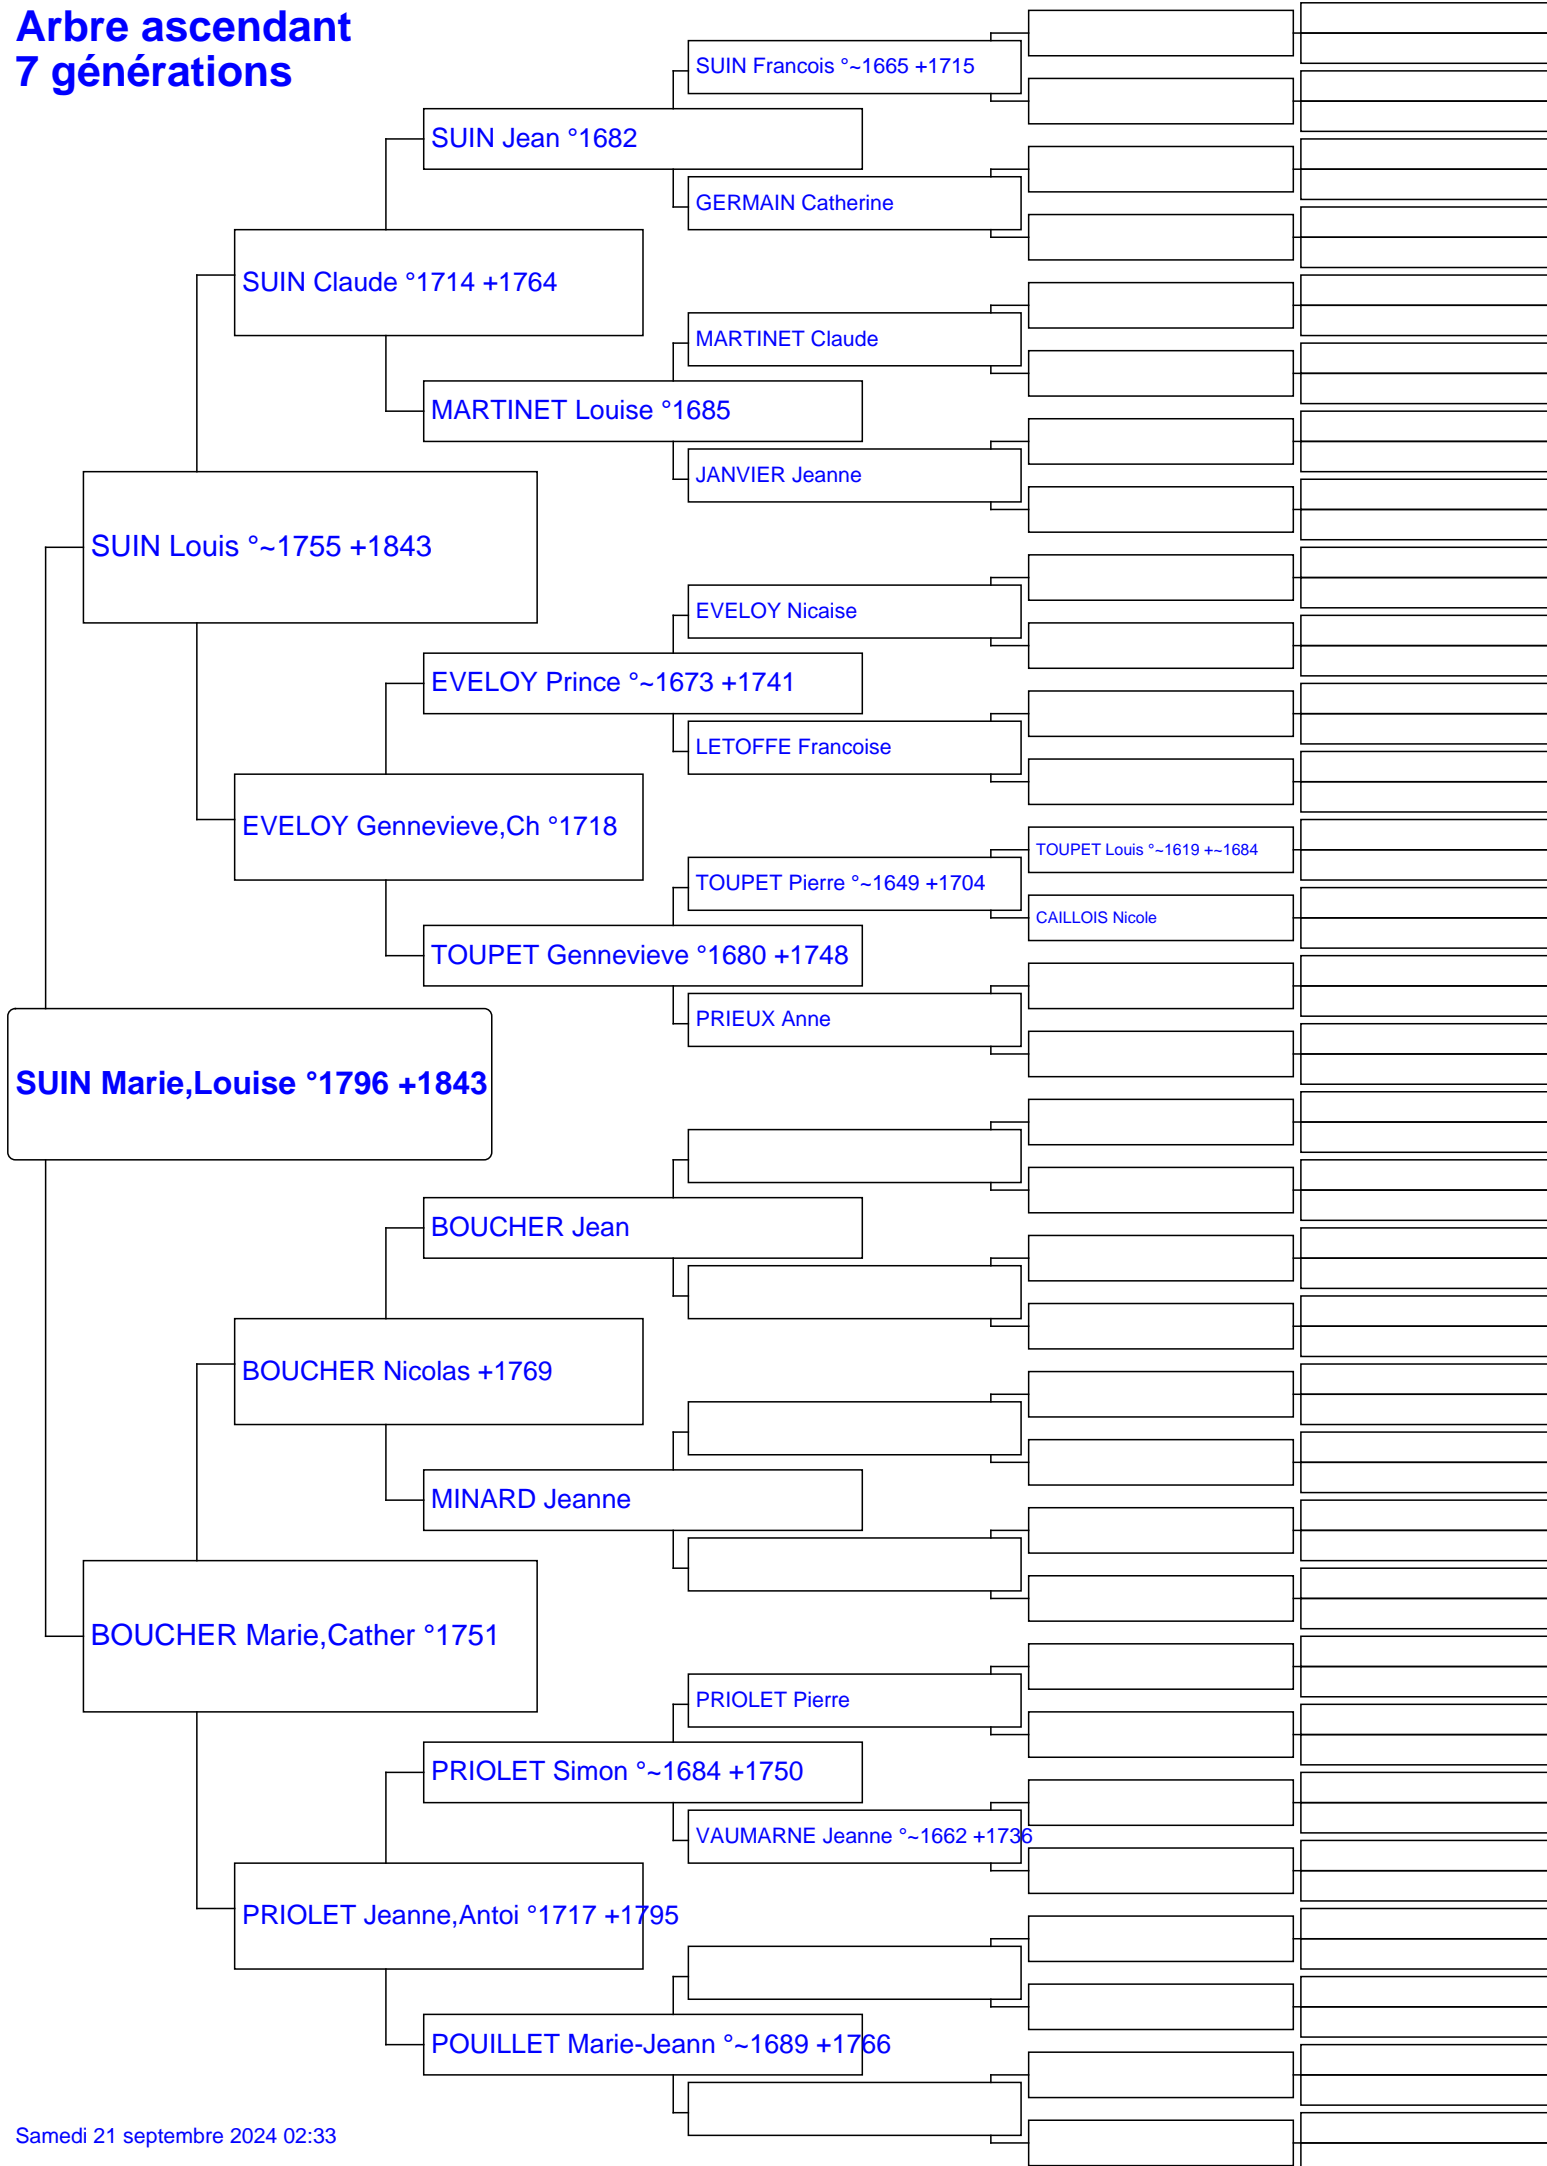 Arbre ascendant
7 générations
SUIN Francois °~1665 +1715
SUIN Jean °1682
GERMAIN Catherine
SUIN Claude °1714 +1764
MARTINET Claude
MARTINET Louise °1685
JANVIER Jeanne
SUIN Louis °~1755 +1843
EVELOY Nicaise
EVELOY Prince °~1673 +1741
LETOFFE Francoise
EVELOY Gennevieve,Ch °1718
TOUPET Louis °~1619 +~1684
TOUPET Pierre °~1649 +1704
CAILLOIS Nicole
TOUPET Gennevieve °1680 +1748
PRIEUX Anne
SUIN Marie,Louise °1796 +1843
BOUCHER Jean
BOUCHER Nicolas +1769
MINARD Jeanne
BOUCHER Marie,Cather °1751
PRIOLET Pierre
PRIOLET Simon °~1684 +1750
VAUMARNE Jeanne °~1662 +1736
PRIOLET Jeanne,Antoi °1717 +1795
POUILLET Marie-Jeann °~1689 +1766
Samedi 21 septembre 2024 02:33